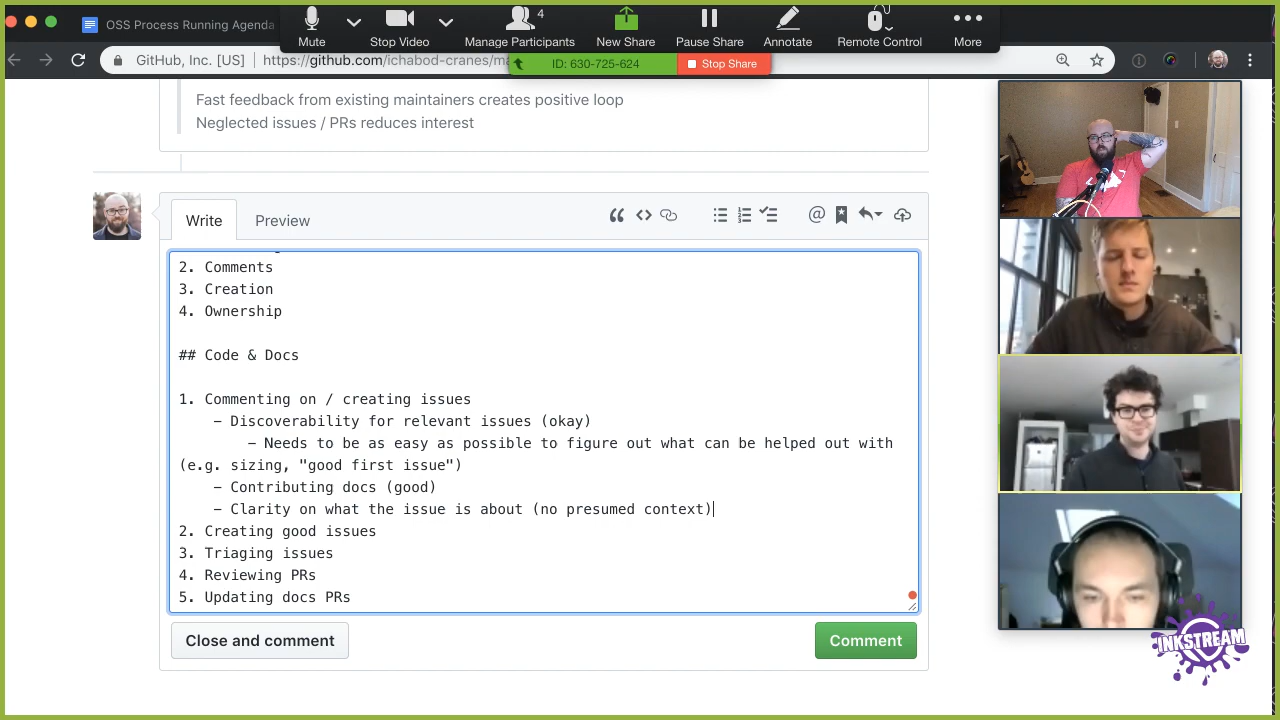 OSS Process Running Agenda
4
Mute
Stop Video
Manage Participants
New Share
Pause Share
Annotate
Remote Control
More
GitHub, Inc. [US]
https://github.com/ichabod-cranes/ma
ID: 630-725-624
Stop Share
Fast feedback from existing maintainers creates positive loop
Neglected issues / PRs reduces interest
Write
Preview
2. Comments
3. Creation
4. Ownership
## Code & Docs
1. Commenting on / creating issues
- Discoverability for relevant issues (okay)
- Needs to be as easy as possible to figure out what can be helped out with
(e.g. sizing, "good first issue")
- Contributing docs (good)
- Clarity on what the issue is about (no presumed context)
2. Creating good issues
3. Triaging issues
4. Reviewing PRs
5. Updating docs PRs
Close and comment
Comment
INKSTREAM